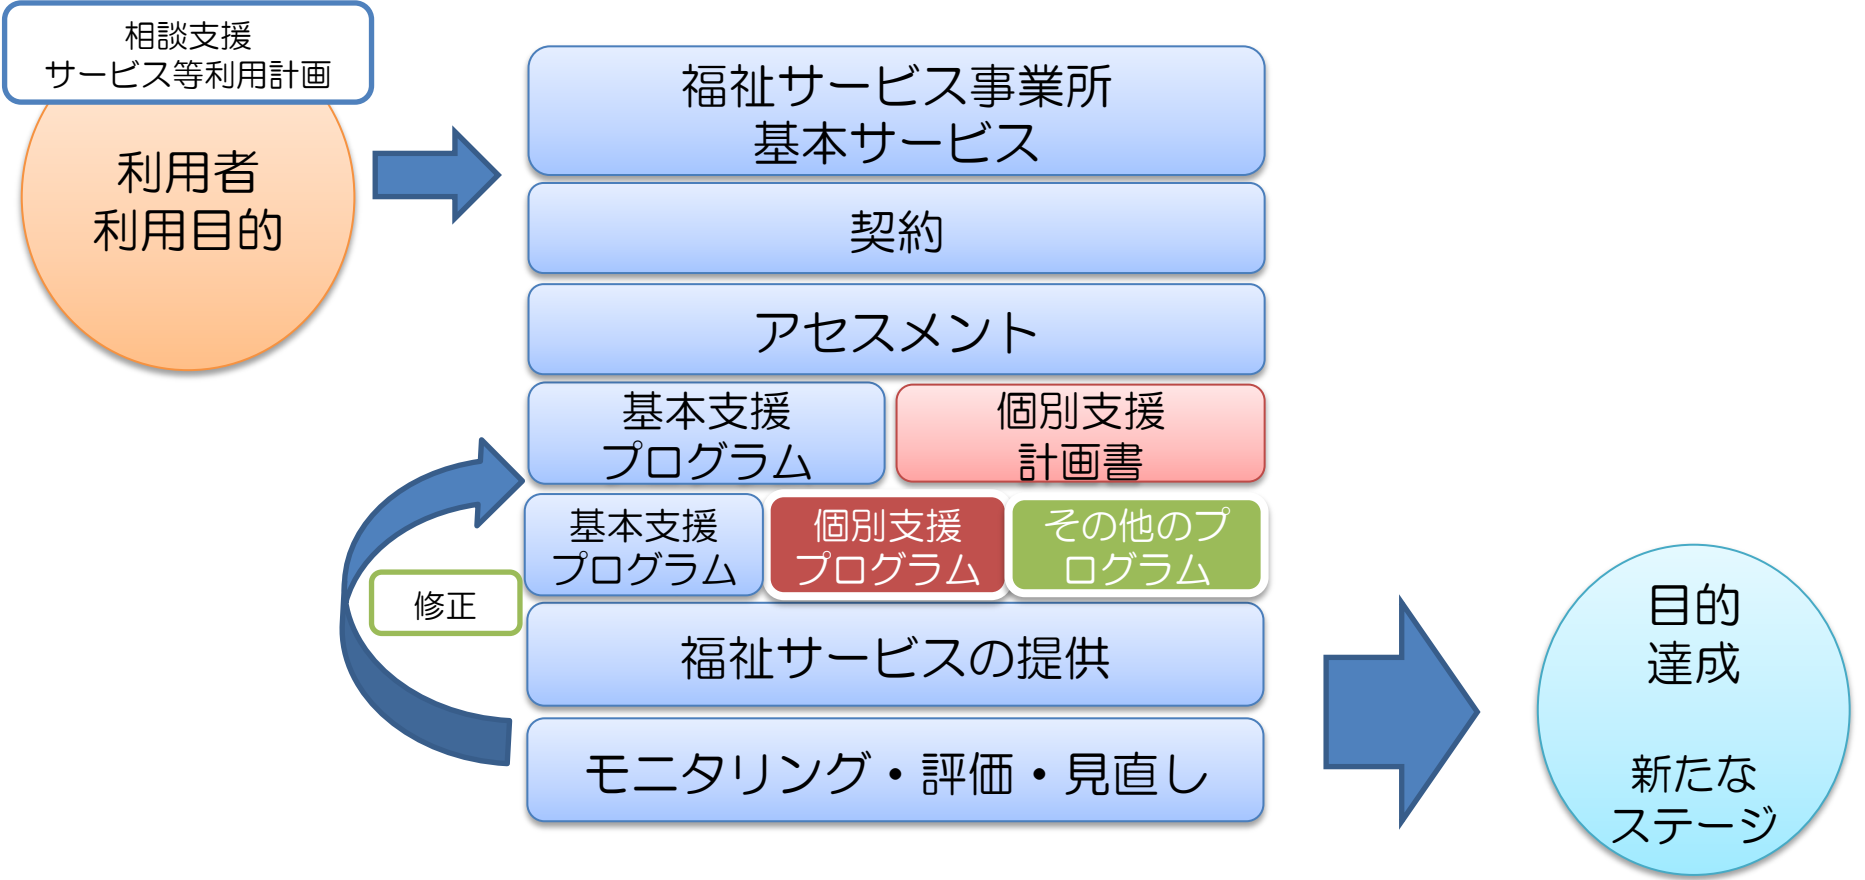 相談支援
サービス等利用計画
利用者
利用目的
福祉サービス事業所
基本サービス
契約
アセスメント
基本支援
プログラム
個別支援
計画書
基本支援
プログラム
個別支援
プログラム
その他のプ
ログラム
修正
福祉サービスの提供
モニタリング・評価・見直し
目的
達成
新たな
ステージ